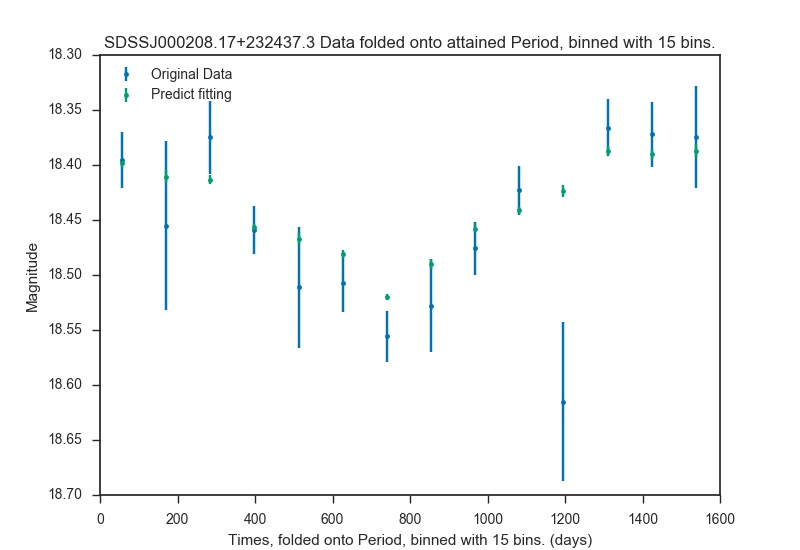 SDSSJ000208.17+232437.3 Data folded onto attained Period, binned with 15 bins.
Original Data
Predict fitting
18.30
18.35
18.40
18.45
18.50
18.55
18.60
18.65
18.70
Magnitude
0 200 400 600 800 1000 1200 1400 1600
Times, folded onto Period, binned with 15 bins. (days)